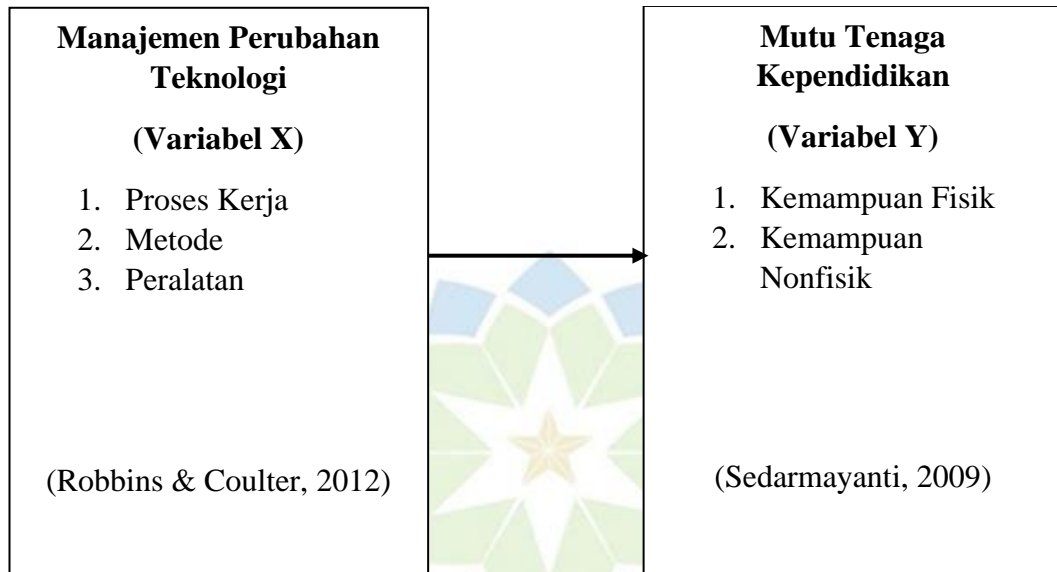 Manajemen Perubahan
Teknologi
(Variabel X)
1. Proses Kerja
2. Metode
3. Peralatan
(Robbins & Coulter, 2012)
Mutu Tenaga
Kependidikan
(Variabel Y)
1. Kemampuan Fisik
2. Kemampuan
Nonfisik
(Sedarmayanti, 2009)